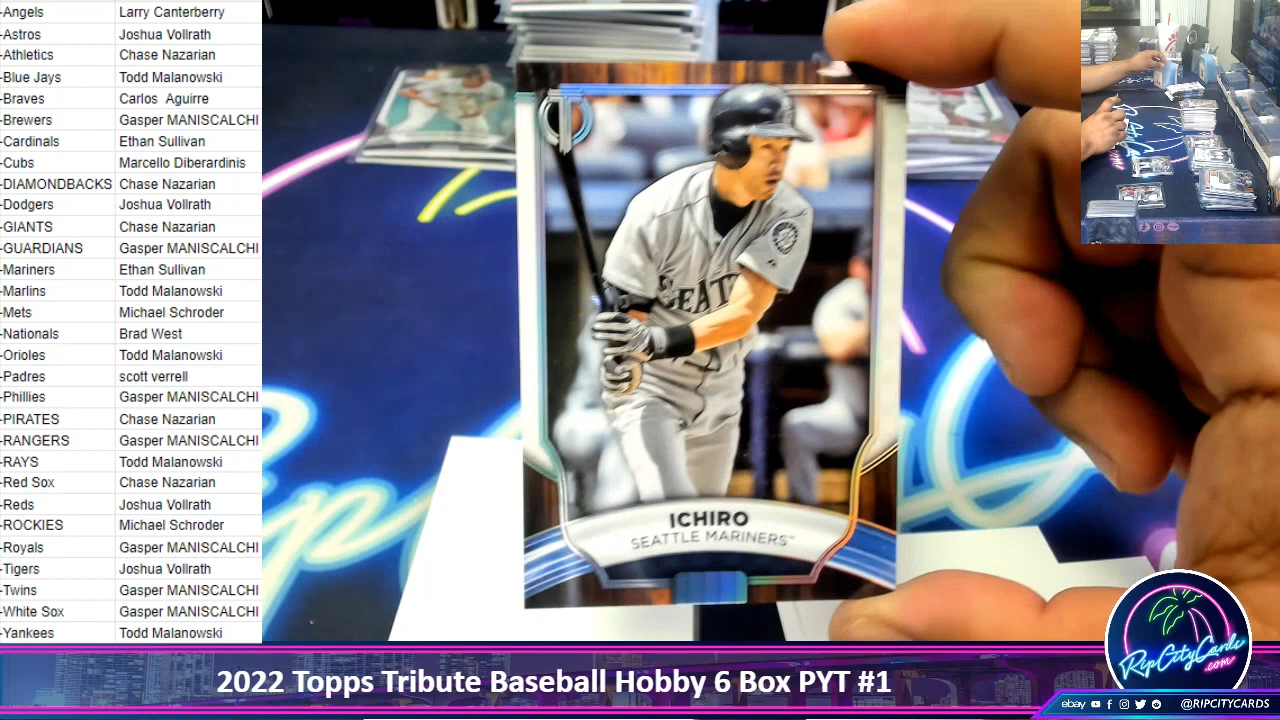 -Angels Larry Canterberry
-Astros Joshua Vollrath
-Athletics Chase Nazarian
-Blue Jays Todd Malanowski
-Braves Carlos Aguirre
-Brewers Gasper MANISCALCHI
-Cardinals Ethan Sullivan
-Cubs Marcello Diberardinis
-DIAMONDBACKS Chase Nazarian
-Dodgers Joshua Vollrath
-GIANTS Chase Nazarian
-GUARDIANS Gasper MANISCALCHI
-Mariners Ethan Sullivan
-Marlins Todd Malanowski
-Mets Michael Schroder
-Nationals Brad West
-Orioles Todd Malanowski
-Padres scott verrell
-Phillies Gasper MANISCALCHI
-PIRATES Chase Nazarian
-RANGERS Gasper MANISCALCHI
-RAYS Todd Malanowski
-Red Sox Chase Nazarian
-Reds Joshua Vollrath
-ROCKIES Michael Schroder
-Royals Gasper MANISCALCHI
-Tigers Joshua Vollrath
-Twins Gasper MANISCALCHI
-White Sox Gasper MANISCALCHI
-Yankees Todd Malanowski
SEATT
ICHIRO
SEATTLE MARINERS™
2022 Topps Tribute Baseball Hobby 6 Box PYT #1
RipCityCards
.com
ebay @RIPCITYCARDS